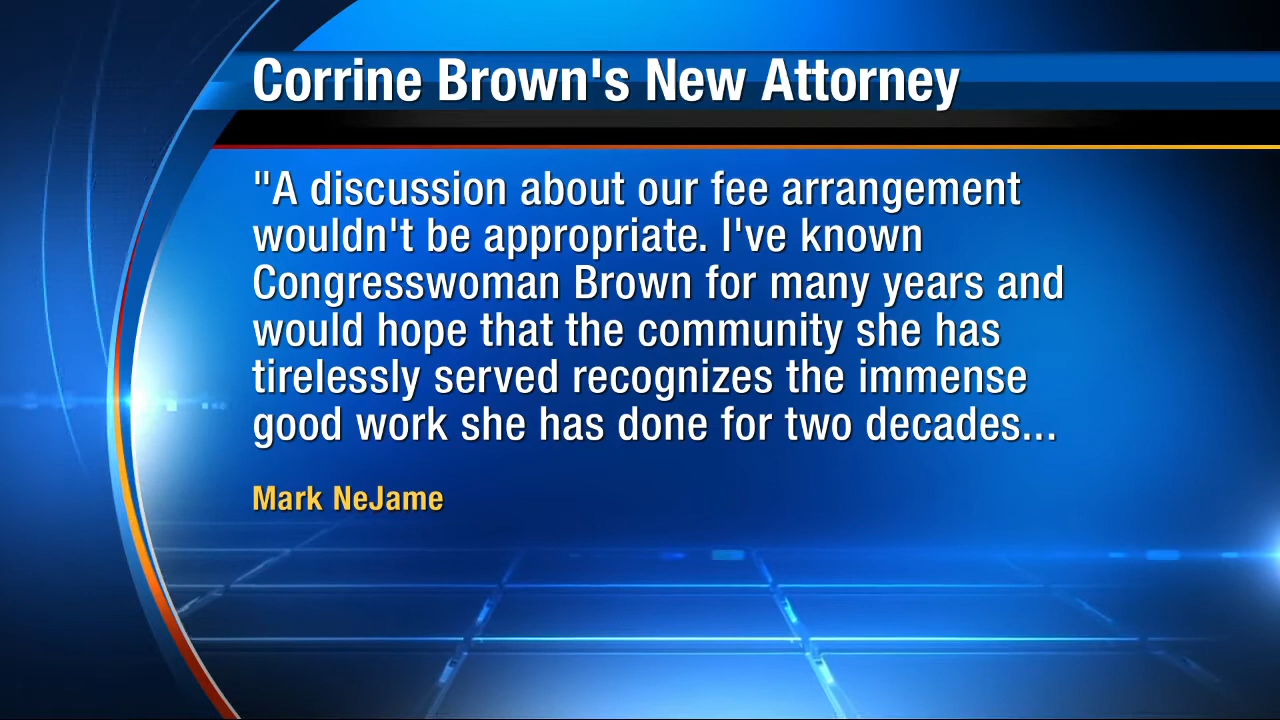 Corrine Brown's New Attorney
"A discussion about our fee arrangement
wouldn't be appropriate. I've known
Congresswoman Brown for many years and
would hope that the community she has
tirelessly served recognizes the immense
good work she has done for two decades...
Mark NeJame